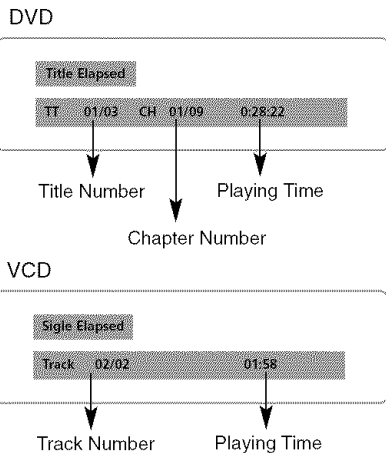 DVD
Title Elapsed
TT 01/03 CH 01/09 0:28:22
Title Number Playing Time
Chapter Number
VCD
Sigle Elapsed
Track 02/02 01:58
Track Number Playing Time